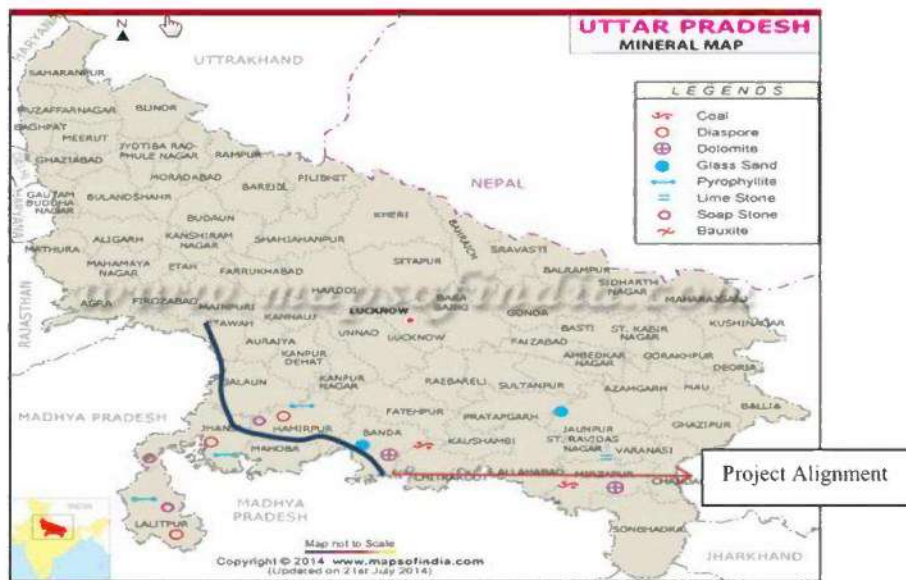 N
UTTAR PRADESH
MINERAL MAP
HARYANA
UTTRAKHAND
LEGENDS
Coal
Diaspore
Dolomite
Glass Sand
Pyrophyllite
Lime Stone
Soap Stone
Bauxite
SAHARANPUR
MUZAFFARNAGAR
BIJNOR
BAGHPAT
MEERUT
JYOTIBA RAO-
PHULE NAGAR
RAMPUR
GHAZIABAD
MORADABAD
BAREILI
PILIBHIT
NEPAL
GAUTAM
BUDDHA
NAGAR
HARYANA
BULANDSHAHR
BUDAUN
KHERI
BAHRAICH
SRAVASTI
MATHURA
ALIGARH
KANSHIRAM
NAGAR
SHAHJAHANPUR
SITAPUR
BALRAMPUR
MAHAMAYA
NAGAR
ETAH
FARRUKHABAD
SIDHARTH
NAGAR
MAHARAJGANJ
RAJASTHAN
www.mapsofindia.com
AGRA
FIROZABAD
MAINPURI
HARDOI
BARA
BANKI
GONDA
KUSHINAGAR
ETAWAH
KANNAUJ
LUCKNOW
BASTI
ST. KABIR
NAGAR
AURAIYA
UNNAO
LUCKNOW
FAIZABAD
KANPUR
DEHAT
AMBEDKAR
NAGAR
GORAKHPUR
DEORIA
JALAUN
KANPUR
NAGAR
RAEBARELI
SULTANPUR
AZAMGARH
MAU
BALLIA
MADHYA PRADESH
FATEHPUR
PRATAPGARH
JHANSI
HAMIRPUR
BANDA
JAUNPUR
GHAZIPUR
MAHOBA
KAUSHAMBI
ST. RAVIDAS
NAGAR
VARANASI
CHITRAKOOT
ALLAHABAD
MIRZAPUR
Project Alignment
INDIA
MADHYA
PRADESH
LALITPUR
SONBHADRA
Map not to Scale
JHARKHAND
Copyright © 2014 www.mapsofindia.com
(Updated on 21st July 2014)